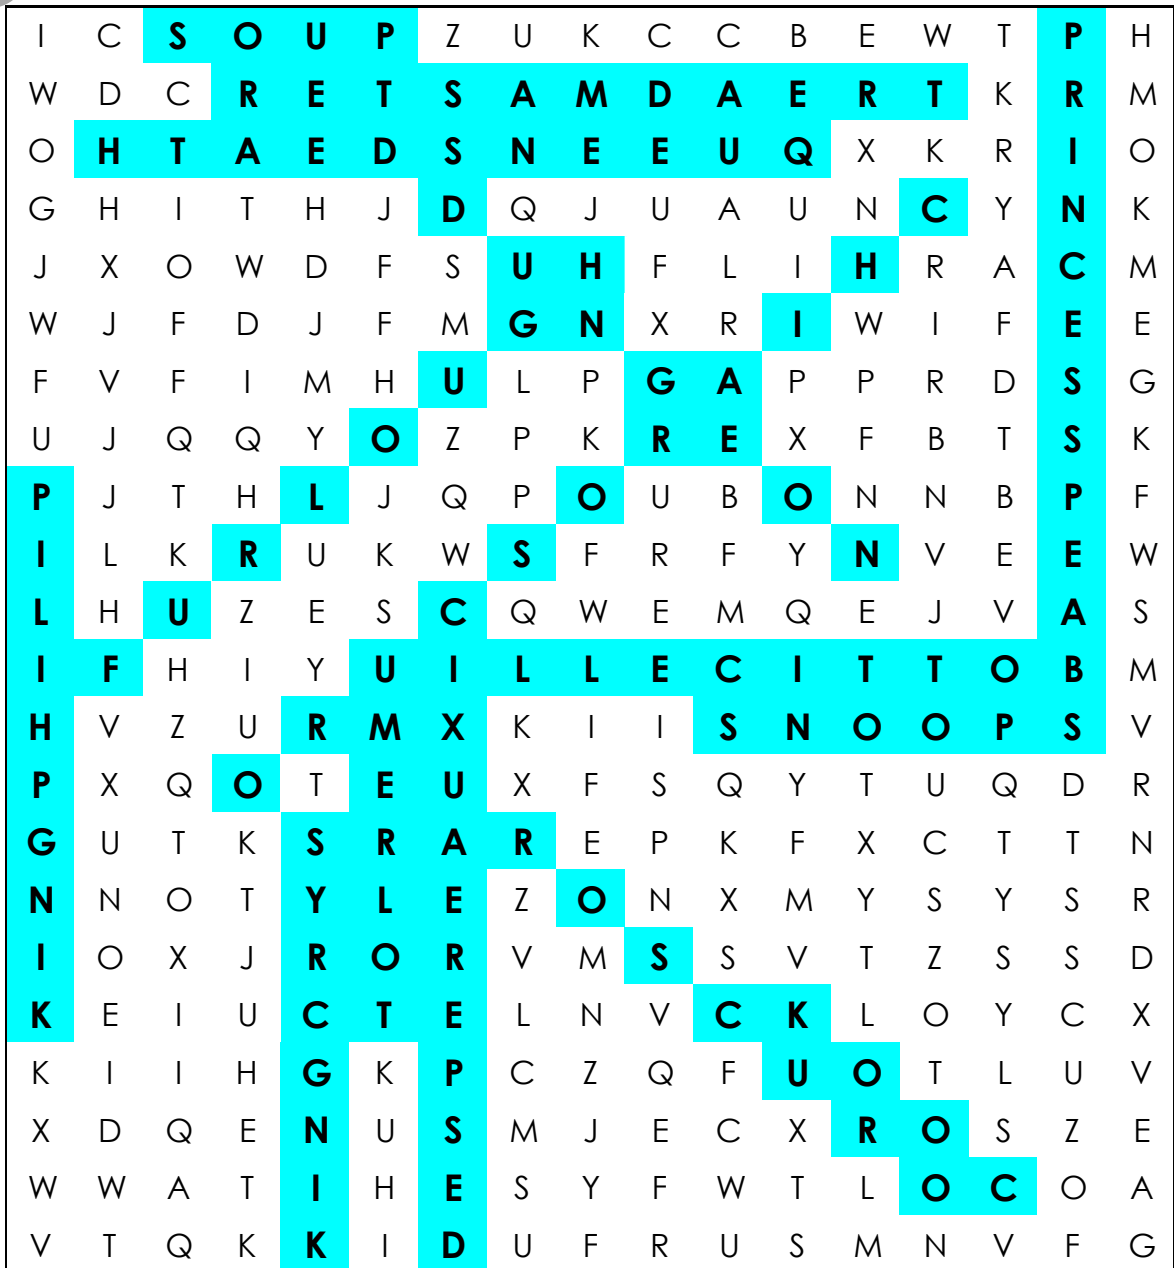 I C S O U P Z U K C C B E W T P H
W D C R E T S A M D A E R T K R M
O H T A E D S N E E U Q X K R I O
G H I T H J D Q J U A U N C Y N K
J X O W D F S U H F L I H R A C M
W J F D J F M G N X R I W I F E E
F V F I M H U L P G A P P R D S G
U J Q Q Y O Z P K R E X F B T S K
P J T H L J Q P O U B O N N B P F
I L K R U K W S F R F Y N V E E W
L H U Z E S C Q W E M Q E J V A S
I F H I Y U I L L E C I T T O B M
H V Z U R M X K I I S N O O P S V
P X Q O T E U X F S Q Y T U Q D R
G U T K S R A R E P K F X C T T N
N N O T Y L E Z O N X M Y S Y S R
I O X J R O R V M S S V T Z S S D
K E I U C T E L N V C K L O Y C X
K I I H G K P C Z Q F U O T L U V
X D Q E N U S M J E C X R O S Z E
W W A T I H E S Y F W T L O C O A
V T Q K K I D U F R U S M N V F G